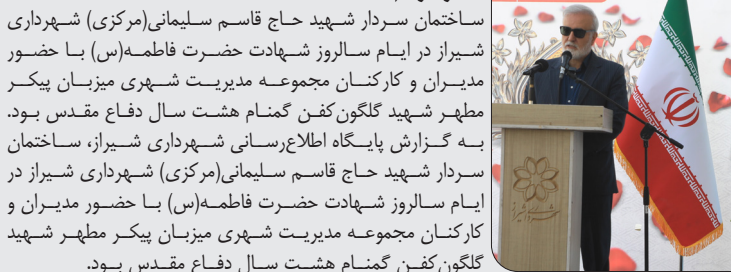 ساختمان سردار شهید حاج قاسم سلیمانی(مرکزی) شهرداری
شیراز در ایام سالروز شهادت حضرت فاطمه(س) با حضور
مدیران و کارکنان مجموعه مدیریت شهری میزبان پیکر
مطهر شهید گلگون‌کفن گمنام هشت سال دفاع مقدس بود.
به گزارش پایگاه اطلاع‌رسانی شهرداری شیراز، ساختمان
سردار شهید حاج قاسم سلیمانی(مرکزی) شهرداری شیراز در
ایام سالروز شهادت حضرت فاطمه(س) با حضور مدیران و
کارکنان مجموعه مدیریت شهری میزبان پیکر مطهر شهید
گلگون‌کفن گمنام هشت سال دفاع مقدس بود.
شهرداری شیراز